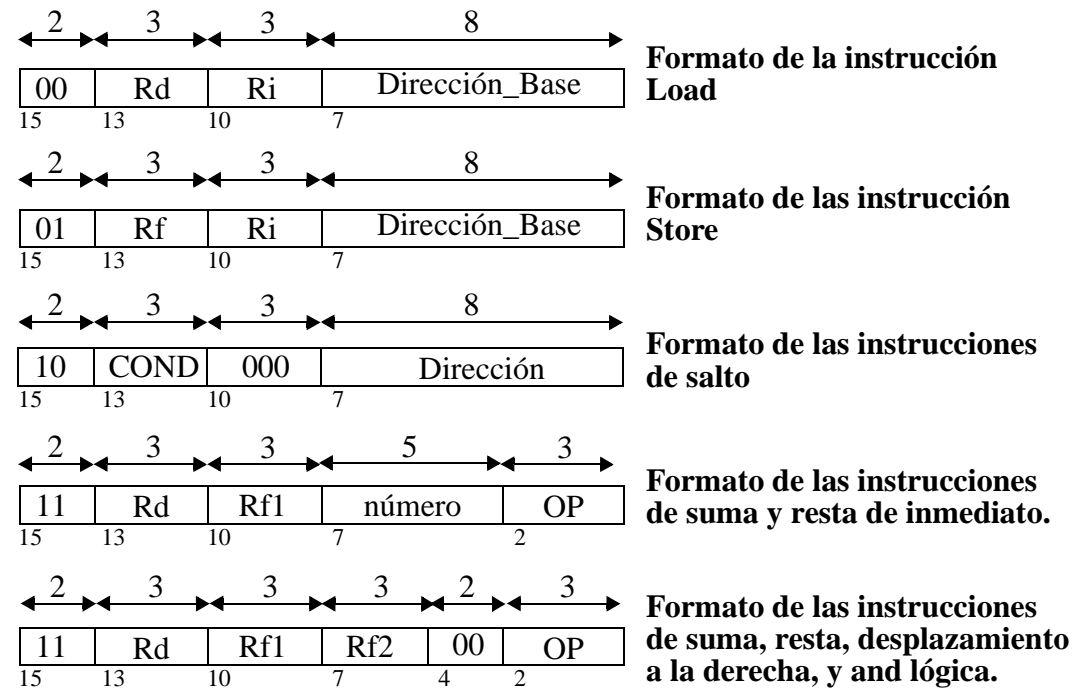 2 3 3 8
Formato de la instrucción
Load
00 Rd Ri Dirección_Base
15 13 10 7
2 3 3 8
Formato de las instrucción
Store
01 Rf Ri Dirección_Base
15 13 10 7
2 3 3 8
Formato de las instrucciones
de salto
10 COND 000 Dirección
15 13 10 7
2 3 3 5 3
Formato de las instrucciones
de suma y resta de inmediato.
11 Rd Rf1 número OP
15 13 10 7 2
2 3 3 3 2 3
Formato de las instrucciones
de suma, resta, desplazamiento
a la derecha, y and lógica.
11 Rd Rf1 Rf2 00 OP
15 13 10 7 4 2